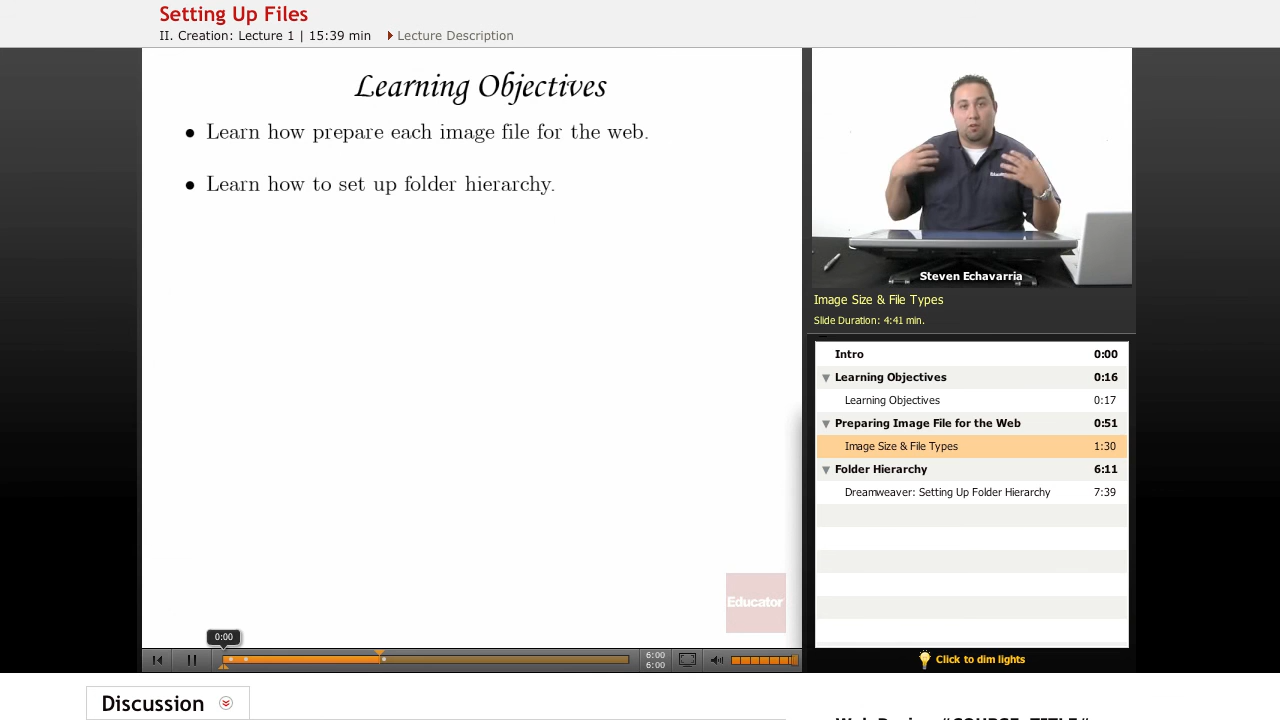 Setting Up Files
II. Creation: Lecture 1 | 15:39 min Lecture Description
Learning Objectives
• Learn how prepare each image file for the web.
• Learn how to set up folder hierarchy.
Educator
Steven Echavarria
Image Size & File Types
Slide Duration: 4:41 min.
Intro 0:00
Learning Objectives 0:16
Learning Objectives 0:17
Preparing Image File for the Web 0:51
Image Size & File Types 1:30
Folder Hierarchy 6:11
Dreamweaver: Setting Up Folder Hierarchy 7:39
0:00
6:00
6:00
Click to dim lights
Discussion